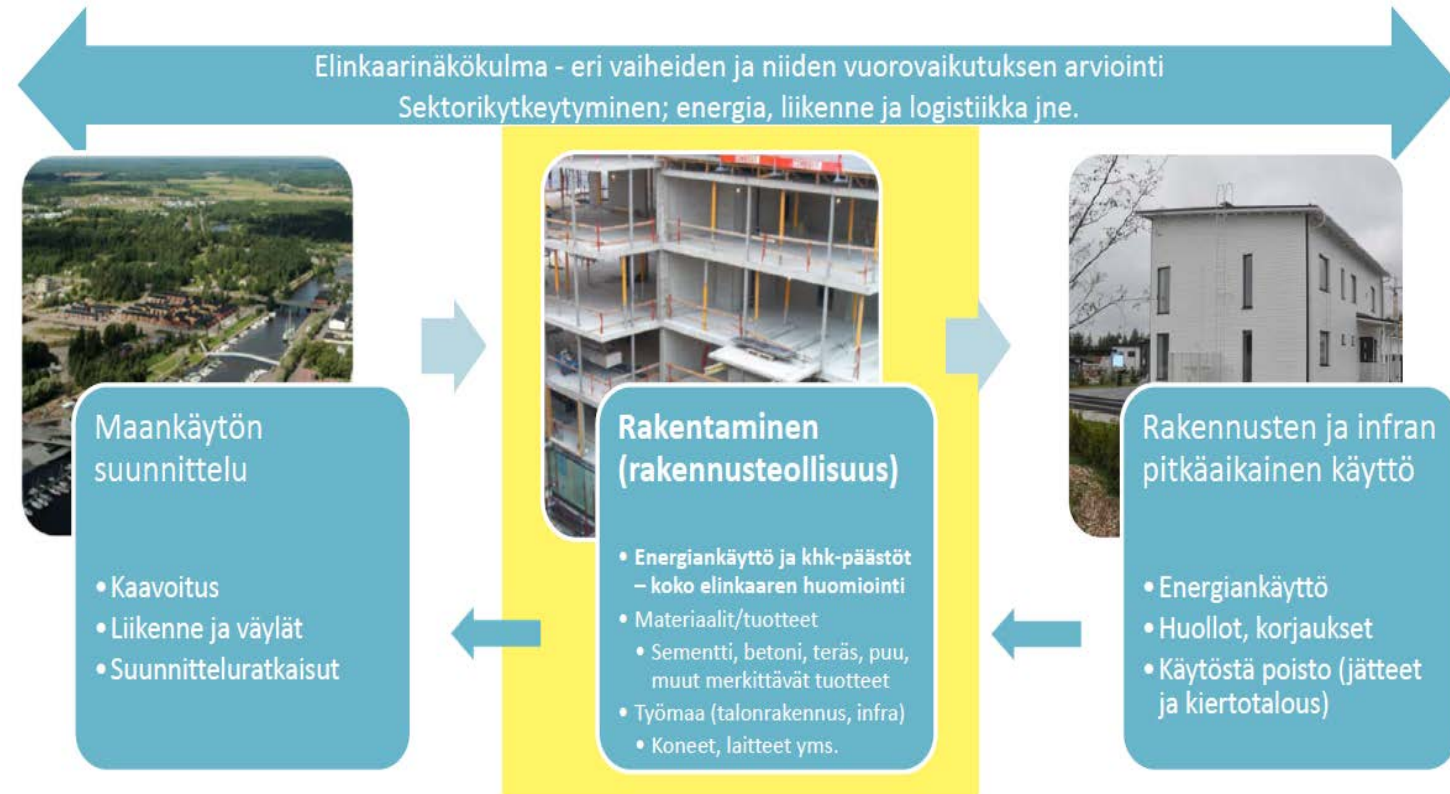 Elinkaarinäkökulma - eri vaiheiden ja niiden vuorovaikutuksen arviointi
Sektorikytkeytyminen; energia, liikenne ja logistiikka jne.
Maankäytön
suunnittelu
• Kaavoitus
• Liikenne ja väylät
• Suunnitteluratkaisut
Rakentaminen
(rakennusteollisuus)
• Energiankäyttö ja khk-päästöt
– koko elinkaaren huomiointi
• Materiaalit/tuotteet
• Sementti, betoni, teräs, puu,
muut merkittävät tuotteet
• Työmaa (talonrakennus, infra)
• Koneet, laitteet yms.
Rakennusten ja infran
pitkäaikainen käyttö
• Energiankäyttö
• Huollot, korjaukset
• Käytöstä poisto (jätteet
ja kiertotalous)